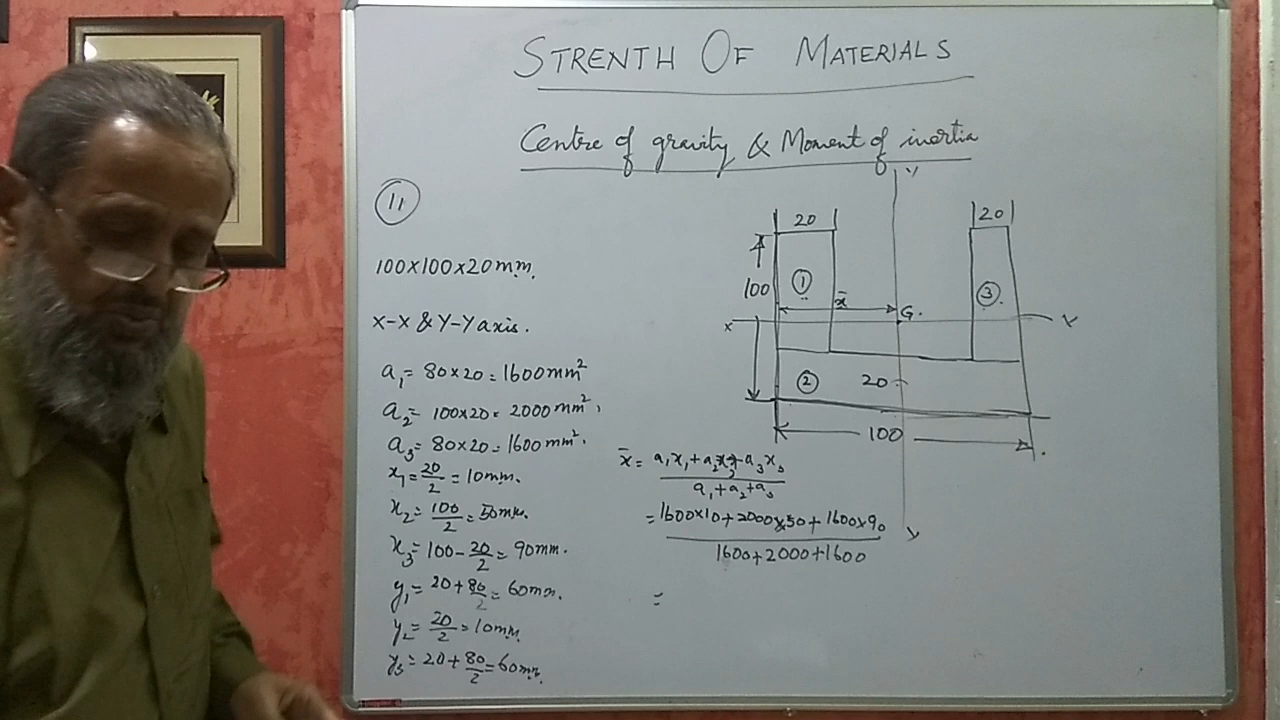 STRENTH OF MATERIALS
Centre of gravity & Moment of inertia
11
100x100x20mm.
X-X & Y-Y axis.
a₁= 80x20= 1600mm²
a₂= 100x20= 2000mm².
a₃= 80x20= 1600mm².
x₁= 20/2 = 10mm.
x₂= 100/2 = 50mm.
x₃= 100-20/2 = 90mm.
y₁= 20+80/2 = 60mm.
y₂= 20/2 = 10mm.
y₃= 20+80/2 = 60mm.
Y
20
20
100
1
3
x̄
G.
X
X
2
20
100
x̄ = a₁x₁+a₂x₂+a₃x₃
a₁+a₂+a₃
= 1600x10+2000x50+1600x90
1600+2000+1600
Y
=